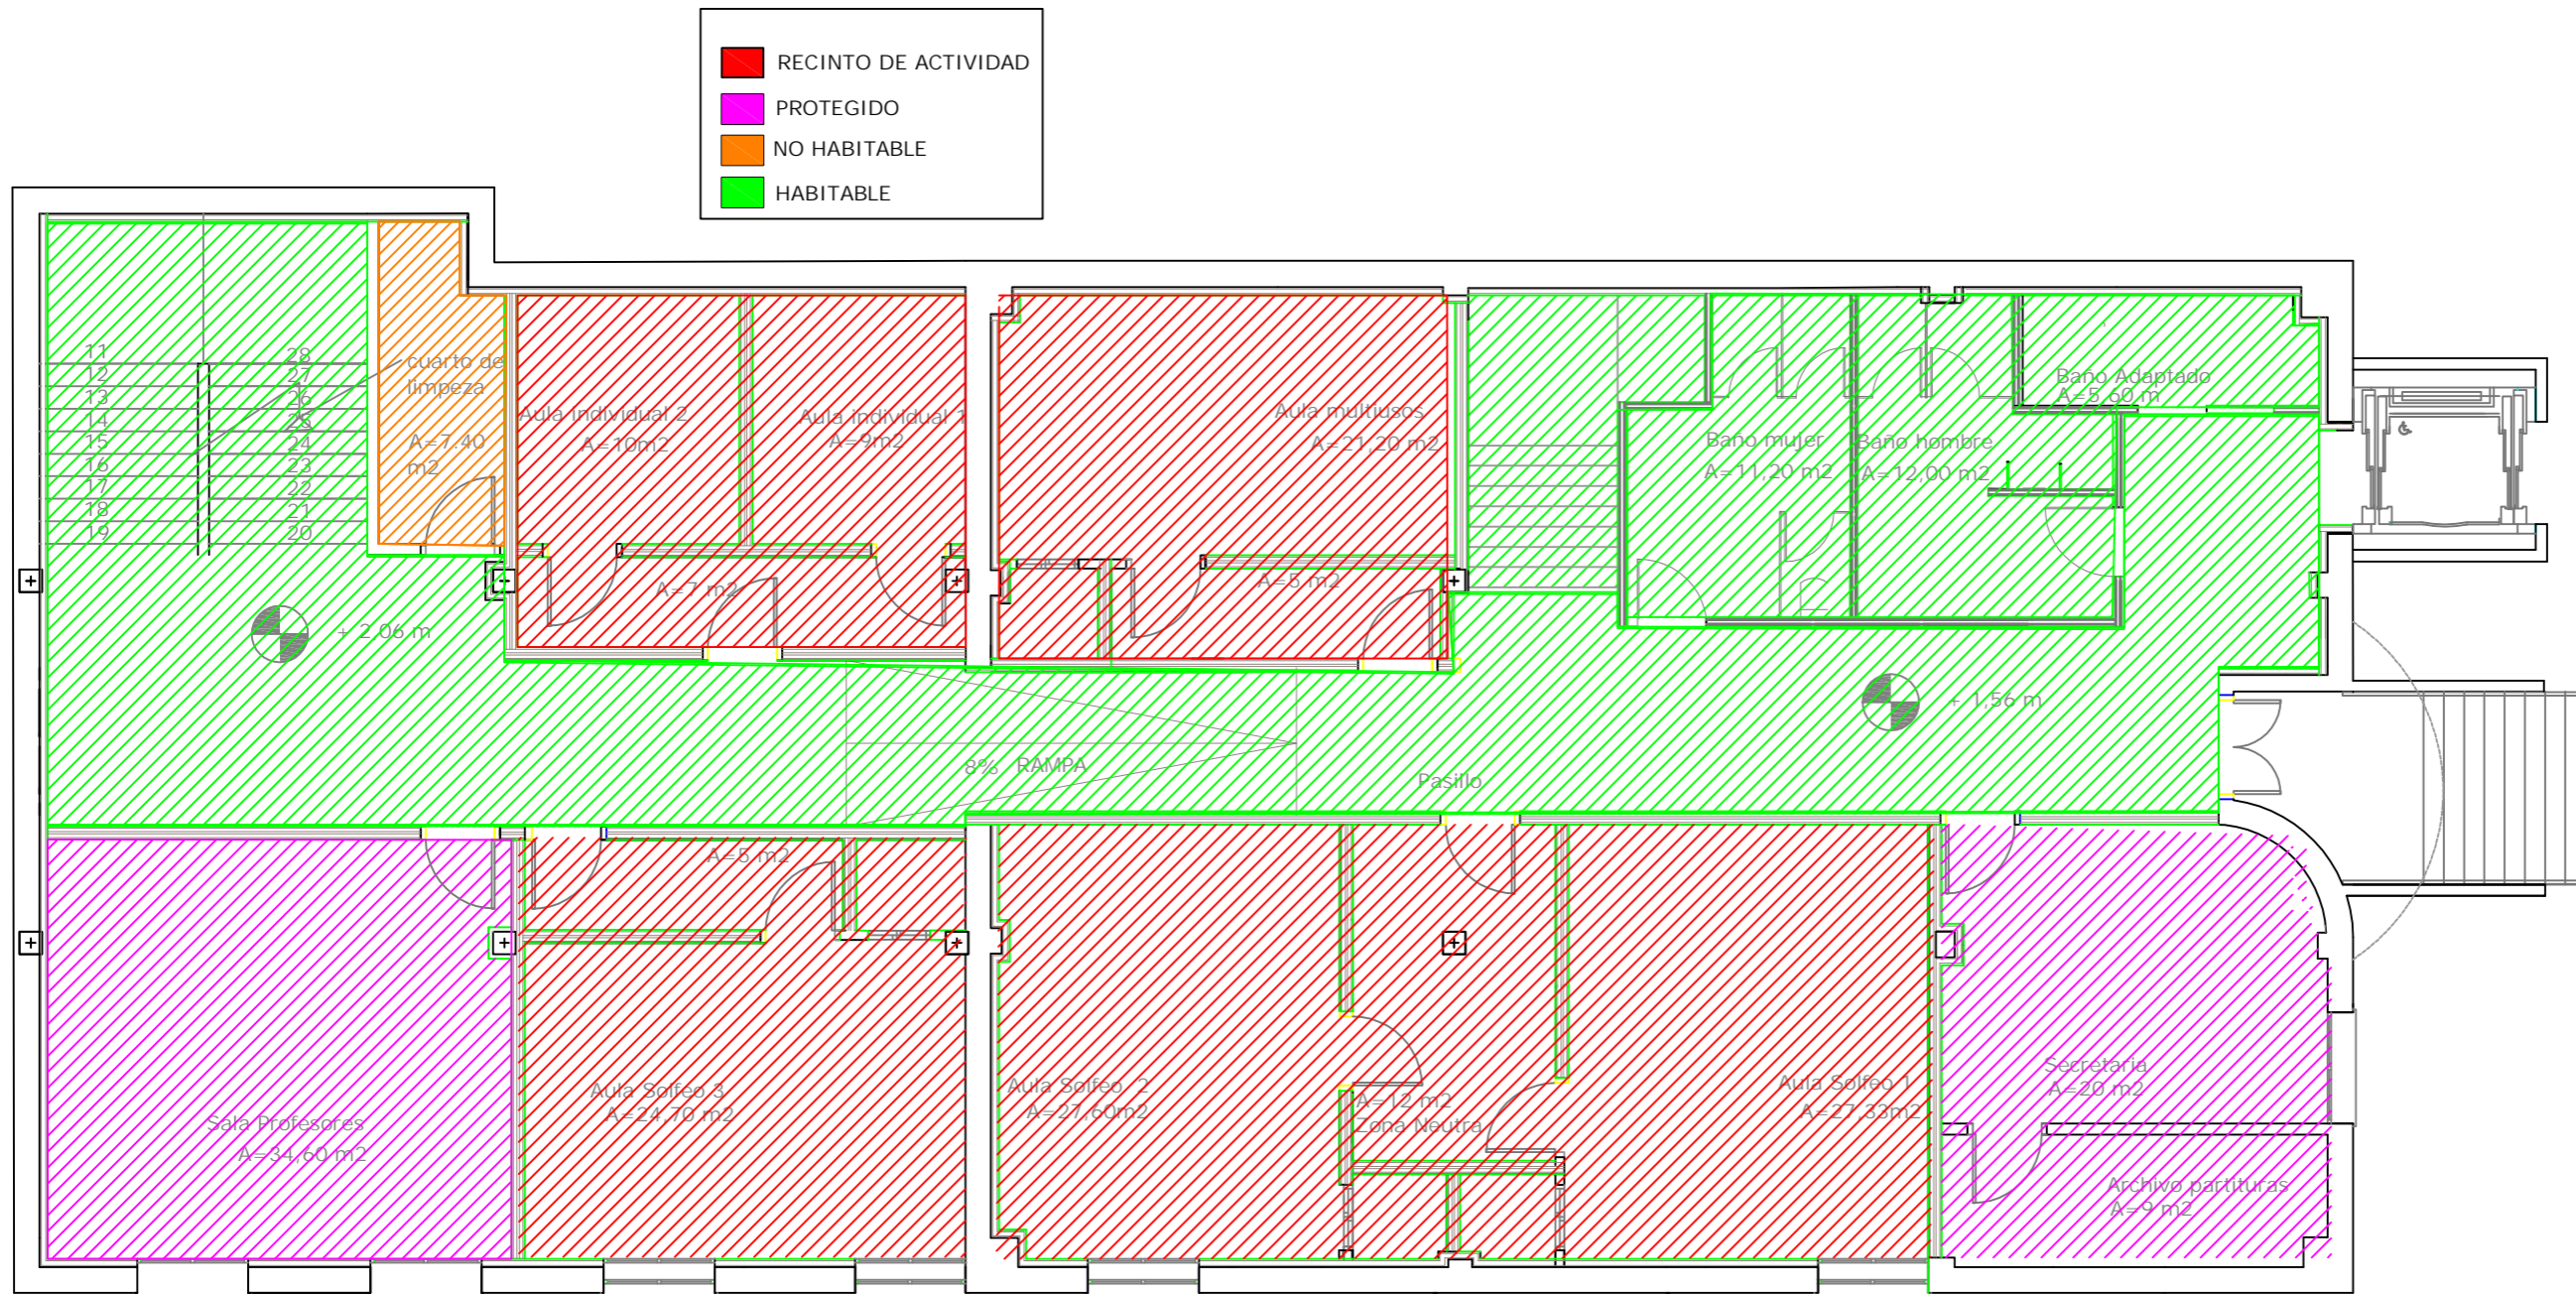 RECINTO DE ACTIVIDAD
PROTEGIDO
NO HABITABLE
HABITABLE
11
12
13
14
15
16
17
18
19
28
27
26
25
24
23
22
21
20
cuarto de
limpeza
A=7.40
m2
Aula individual 2
A=10m2
Aula individual 1
A=9m2
Aula multiusos
A=21,20 m2
Bano mujer
A=11,20 m2
Baño hombre
A=12,00 m2
Bano Adaptado
A=5,60 m
A=7 m2
A=5 m2
+ 2,06 m
+ 1,56 m
8% RAMPA
Pasillo
A=5 m2
Sala Profesores
A=34,60 m2
Aula Solfeo 3
A=24,70 m2
Aula Solfeo 2
A=27,60m2
A=12 m2
Zona Neutra
Aula Solfeo 1
A=27,33m2
Secretaria
A=20 m2
Archivo partituras
A=9 m2